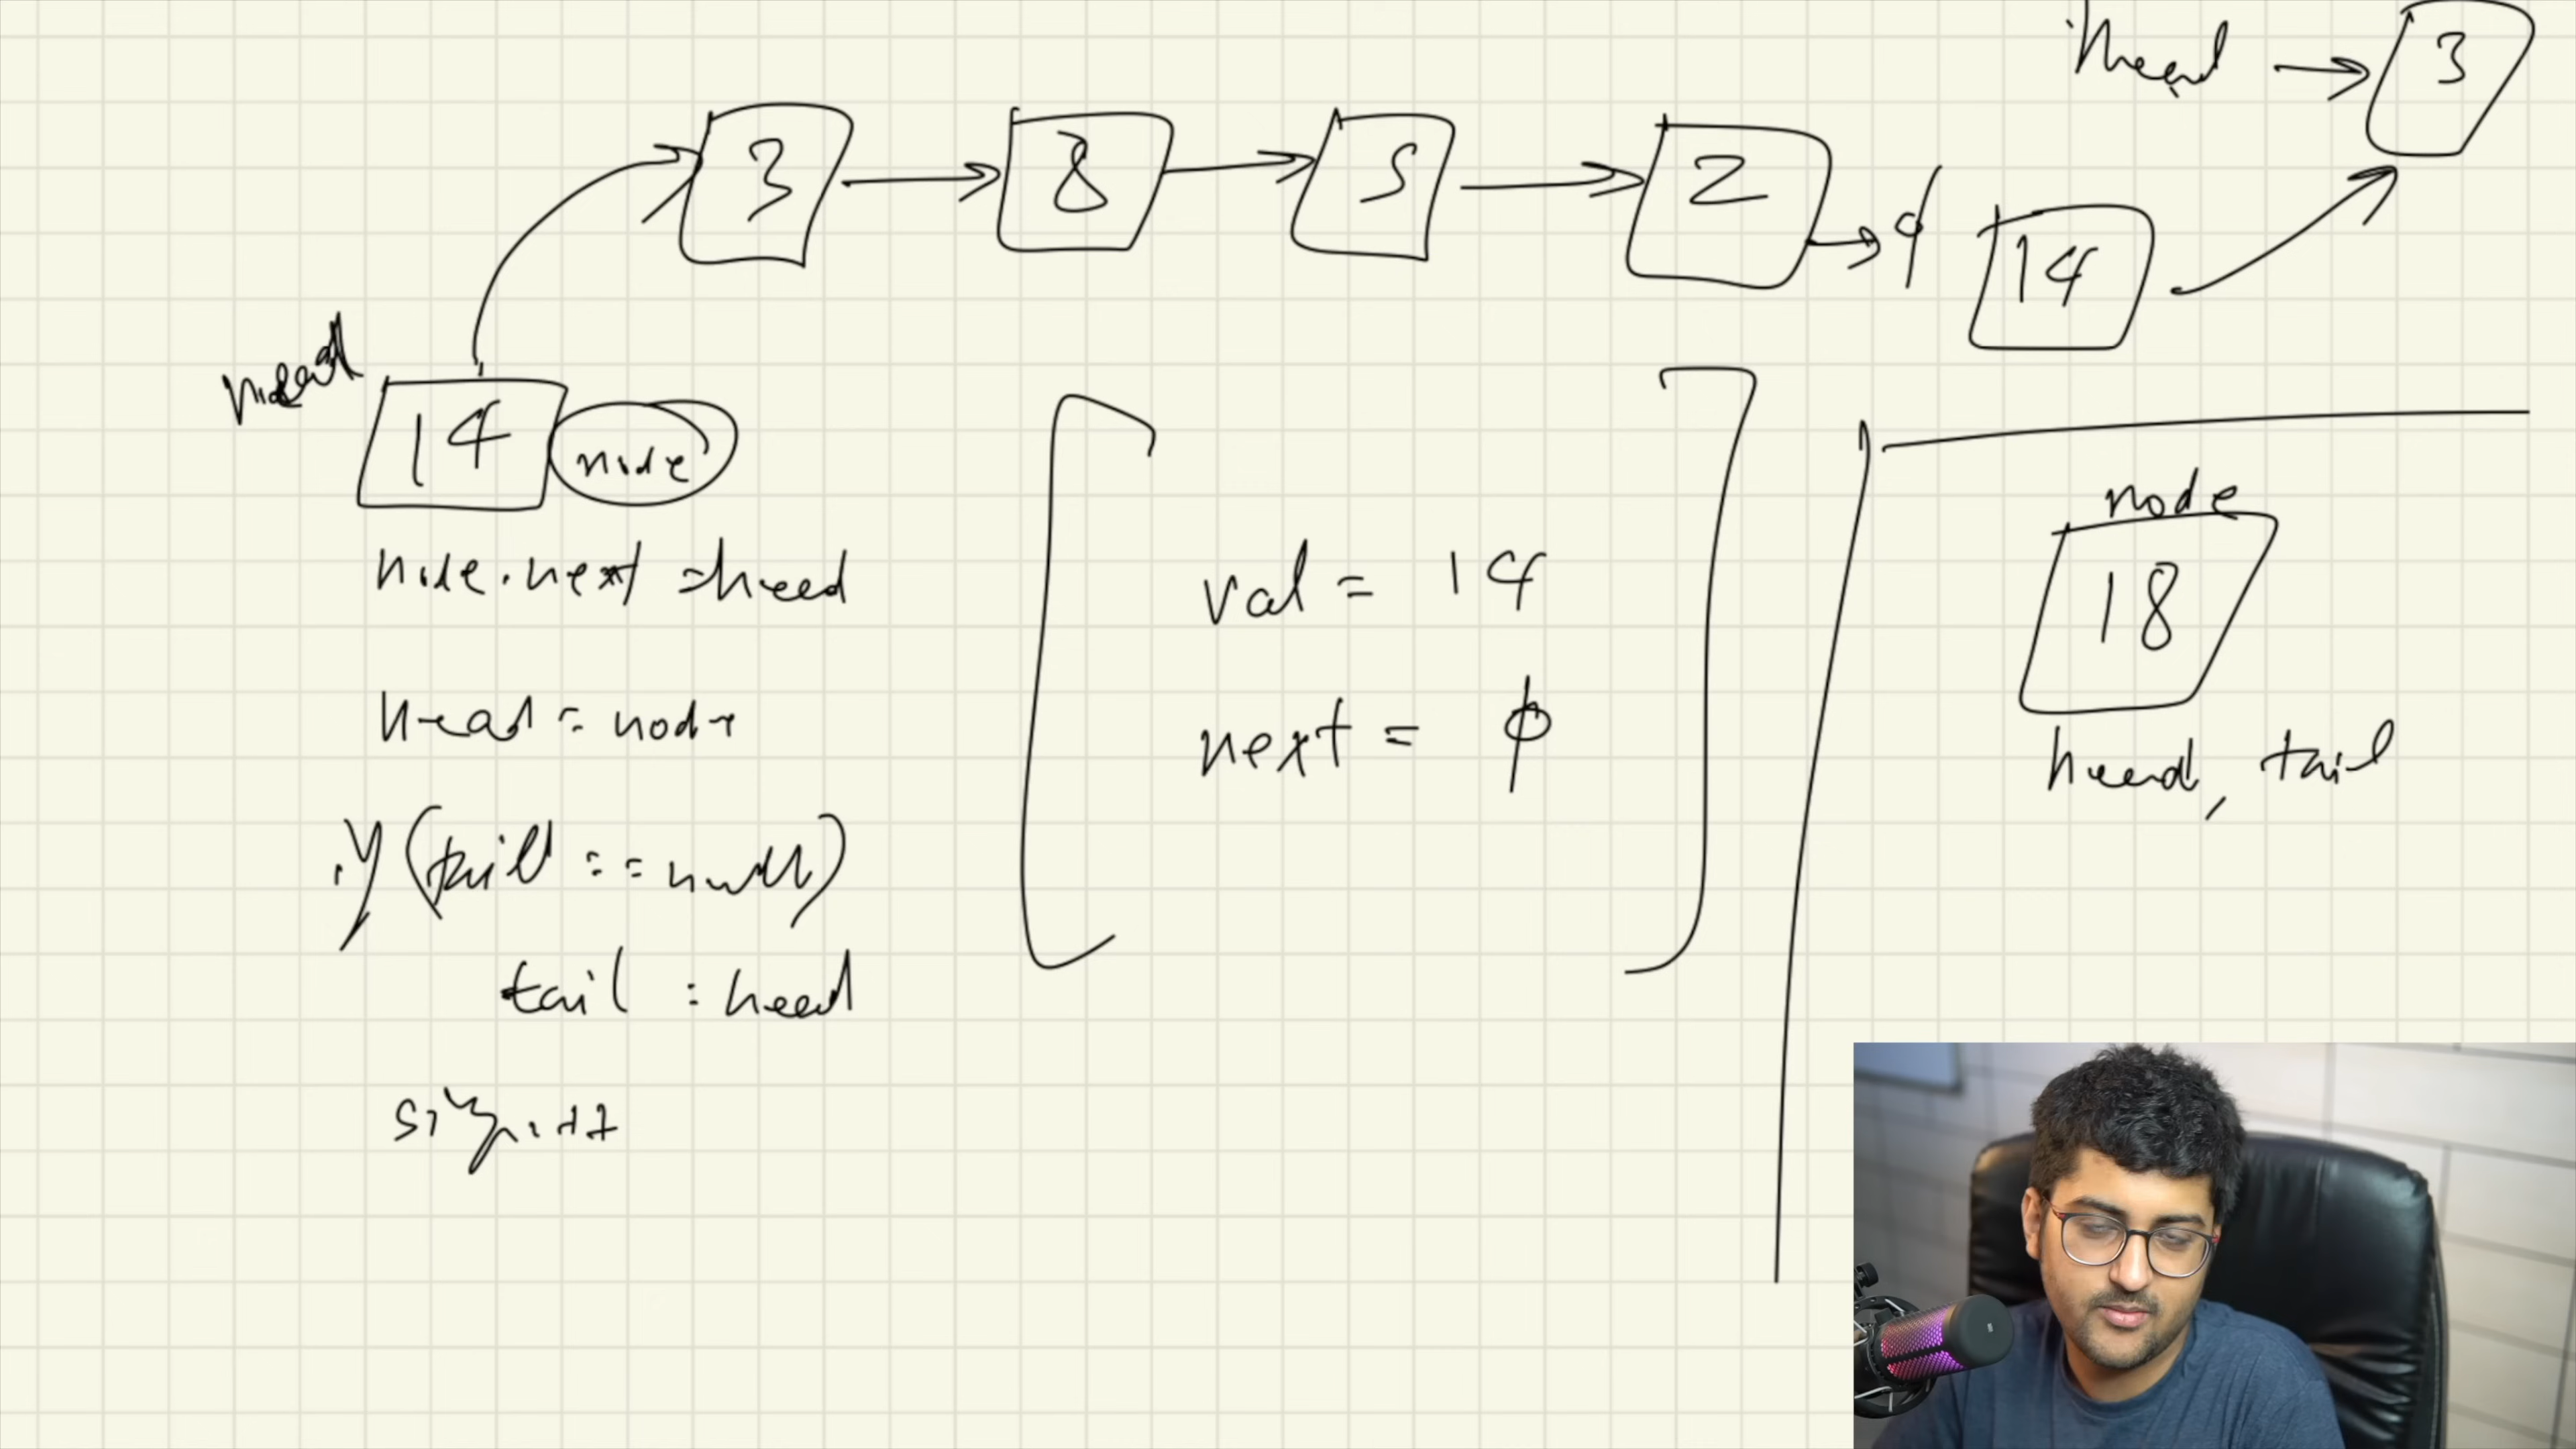 head → 3
3 → 8 → 5 → 2 → ϕ
14
head
14 node
node.next = head
head = node
if (tail == null)
tail = head
size++
val = 14
next = ϕ
node
18
head, tail